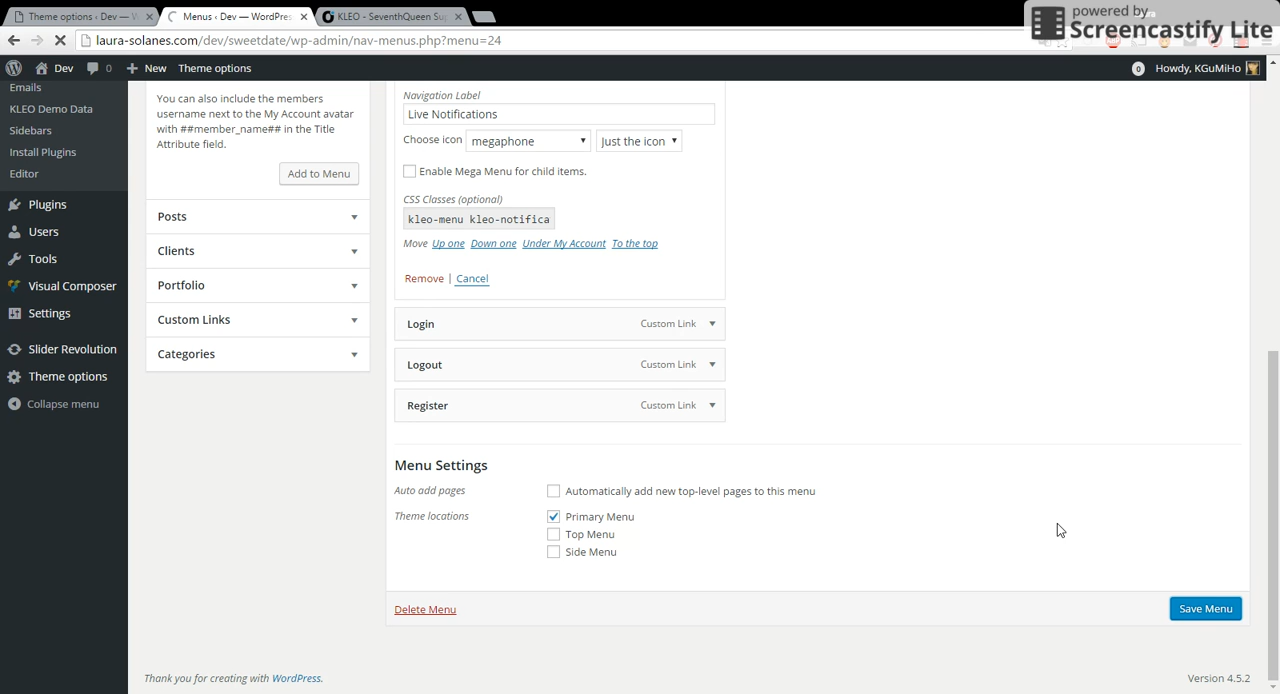 Theme options ‹ Dev — W
Menus ‹ Dev — WordPres
KLEO - SeventhQueen Sup
powered by
Screencastify Lite
laura-solanes.com/dev/sweetdate/wp-admin/nav-menus.php?menu=24
Dev
0
New
Theme options
0
Howdy, KGuMiHo
Emails
KLEO Demo Data
Sidebars
Install Plugins
Editor
Plugins
Users
Tools
Visual Composer
Settings
Slider Revolution
Theme options
Collapse menu
You can also include the members
username next to the My Account avatar
with ##member_name## in the Title
Attribute field.
Add to Menu
Posts
Clients
Portfolio
Custom Links
Categories
Navigation Label
Live Notifications
Choose icon
megaphone
Just the icon
Enable Mega Menu for child items.
CSS Classes (optional)
kleo-menu kleo-notifica
Move Up one Down one Under My Account To the top
Remove | Cancel
Login Custom Link
Logout Custom Link
Register Custom Link
Menu Settings
Auto add pages
Automatically add new top-level pages to this menu
Theme locations
Primary Menu
Top Menu
Side Menu
Delete Menu
Save Menu
Thank you for creating with WordPress.
Version 4.5.2